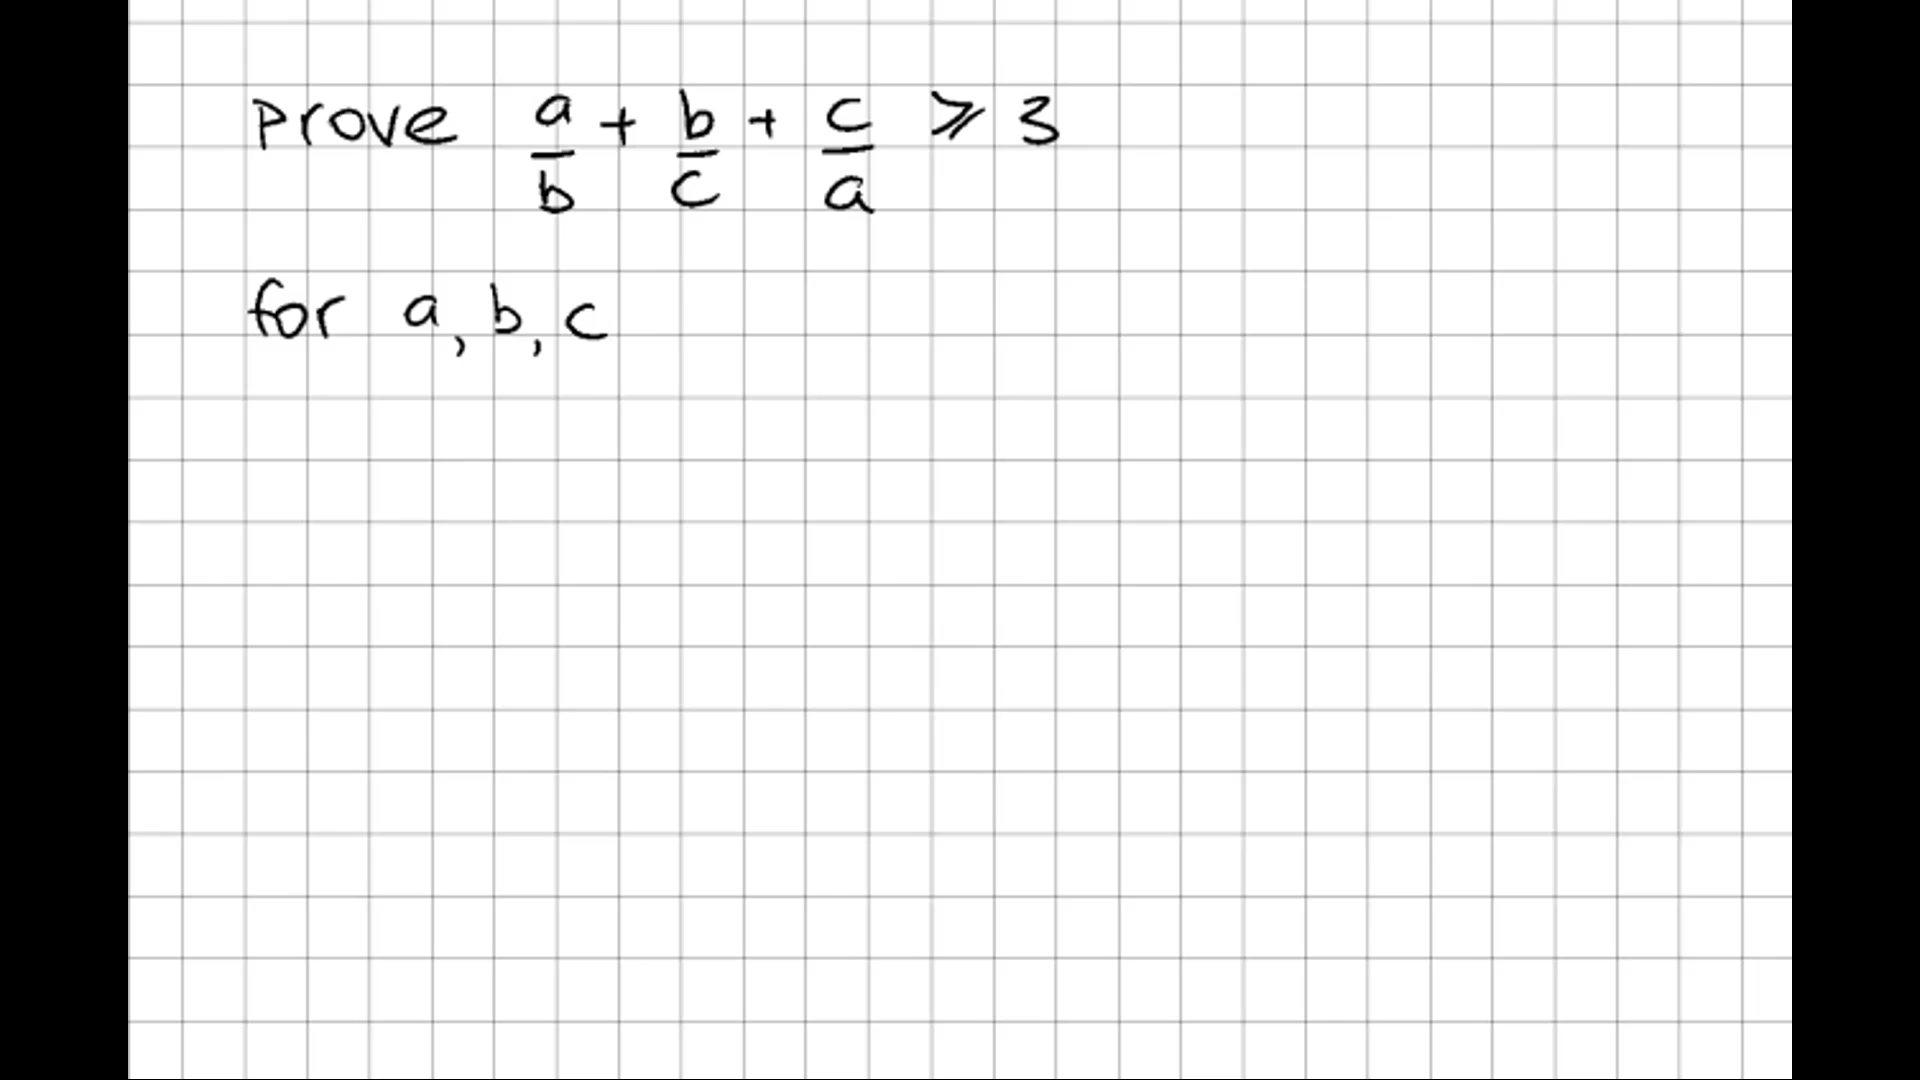 prove a/b + b/c + c/a ⩾ 3
for a, b, c